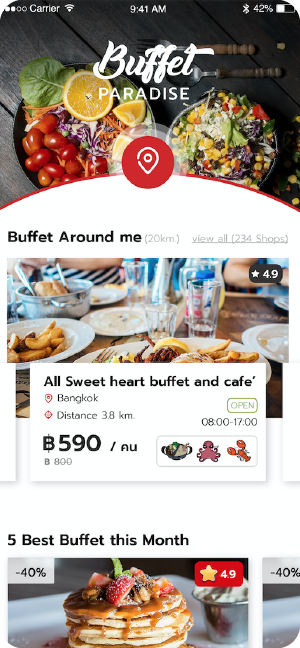 Carrier 9:41 AM 42%
Buffet
PARADISE
Buffet Around me (20km.) view all (234 Shops)
4.9
All Sweet heart buffet and cafe'
Bangkok
OPEN
Distance 3.8 km.
08:00-17:00
฿590 / คน
฿ 800
5 Best Buffet this Month
-40% 4.9 -40%